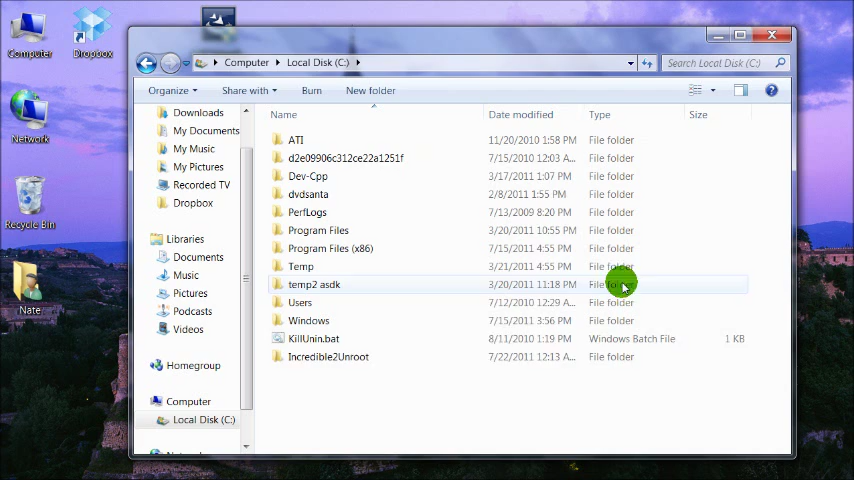 Computer
Dropbox
Network
Recycle Bin
Nate
Computer
Local Disk (C:)
Search Local Disk (C:)
Organize
Share with
Burn
New folder
Name
Date modified
Type
Size
Downloads
My Documents
My Music
My Pictures
Recorded TV
Dropbox
Libraries
Documents
Music
Pictures
Podcasts
Videos
Homegroup
Computer
Local Disk (C:)
ATI 11/20/2010 1:58 PM File folder
d2e09906c312ce22a1251f 7/15/2010 12:03 A... File folder
Dev-Cpp 3/17/2011 1:07 PM File folder
dvdsanta 2/8/2011 1:55 PM File folder
PerfLogs 7/13/2009 8:20 PM File folder
Program Files 3/20/2011 10:55 PM File folder
Program Files (x86) 7/15/2011 4:55 PM File folder
Temp 3/21/2011 4:55 PM File folder
temp2 asdk 3/20/2011 11:18 PM File folder
Users 7/12/2010 12:29 A... File folder
Windows 7/15/2011 3:56 PM File folder
KillUnin.bat 8/11/2010 1:19 PM Windows Batch File 1 KB
Incredible2Unroot 7/22/2011 12:13 A... File folder